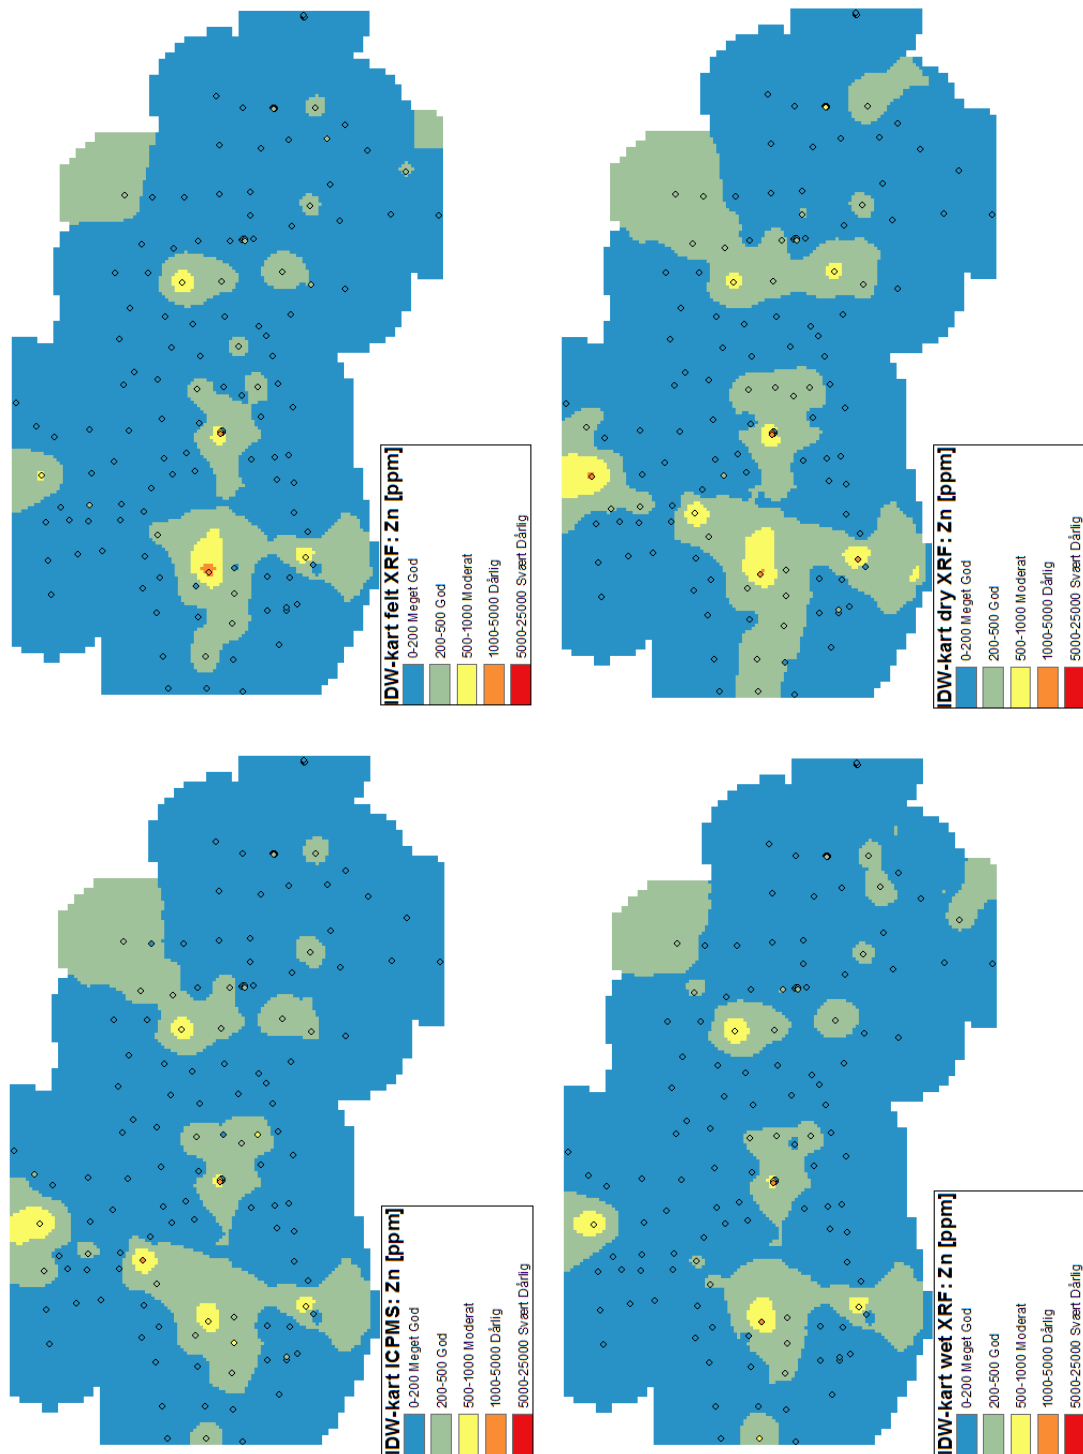 IDW-kart felt XRF: Zn [ppm]
0-200 Meget God
200-500 God
500-1000 Moderat
1000-5000 Dårlig
5000-25000 Svært Dårlig
IDW-kart dry XRF: Zn [ppm]
0-200 Meget God
200-500 God
500-1000 Moderat
1000-5000 Dårlig
5000-25000 Svært Dårlig
IDW-kart ICPMS: Zn [ppm]
0-200 Meget God
200-500 God
500-1000 Moderat
1000-5000 Dårlig
5000-25000 Svært Dårlig
IDW-kart wet XRF: Zn [ppm]
0-200 Meget God
200-500 God
500-1000 Moderat
1000-5000 Dårlig
5000-25000 Svært Dårlig